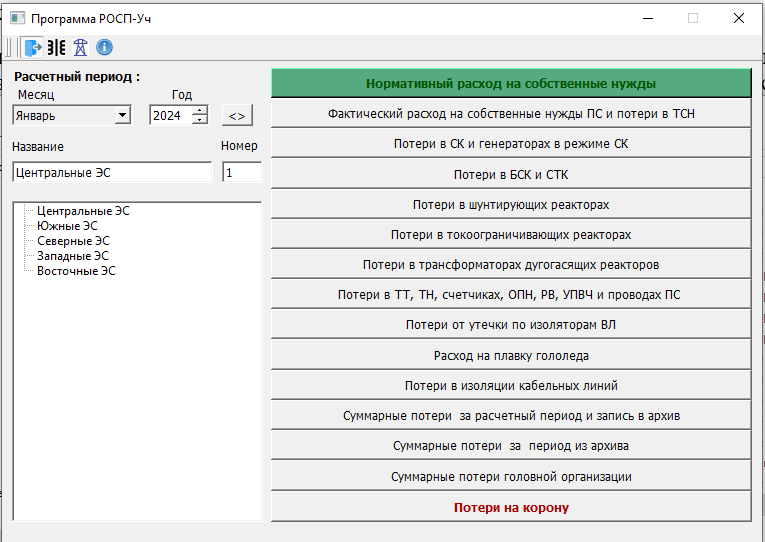 Программа РОСП-Уч
Расчетный период :
Месяц
Год
Январь
2024
<>
Название
Номер
Центральные ЭС
1
Центральные ЭС
Южные ЭС
Северные ЭС
Западные ЭС
Восточные ЭС
Нормативный расход на собственные нужды
Фактический расход на собственные нужды ПС и потери в ТСН
Потери в СК и генераторах в режиме СК
Потери в БСК и СТК
Потери в шунтирующих реакторах
Потери в токоограничивающих реакторах
Потери в трансформаторах дугогасящих реакторов
Потери в ТТ, ТН, счетчиках, ОПН, РВ, УПВЧ и проводах ПС
Потери от утечки по изоляторам ВЛ
Расход на плавку гололеда
Потери в изоляции кабельных линий
Суммарные потери за расчетный период и запись в архив
Суммарные потери за период из архива
Суммарные потери головной организации
Потери на корону